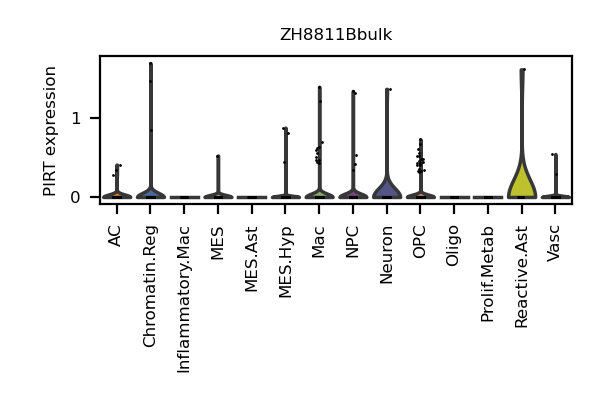 ZH8811Bbulk
PIRT expression
1
0
AC
Chromatin.Reg
Inflammatory.Mac
MES
MES.Ast
MES.Hyp
Mac
NPC
Neuron
OPC
Oligo
Prolif.Metab
Reactive.Ast
Vasc